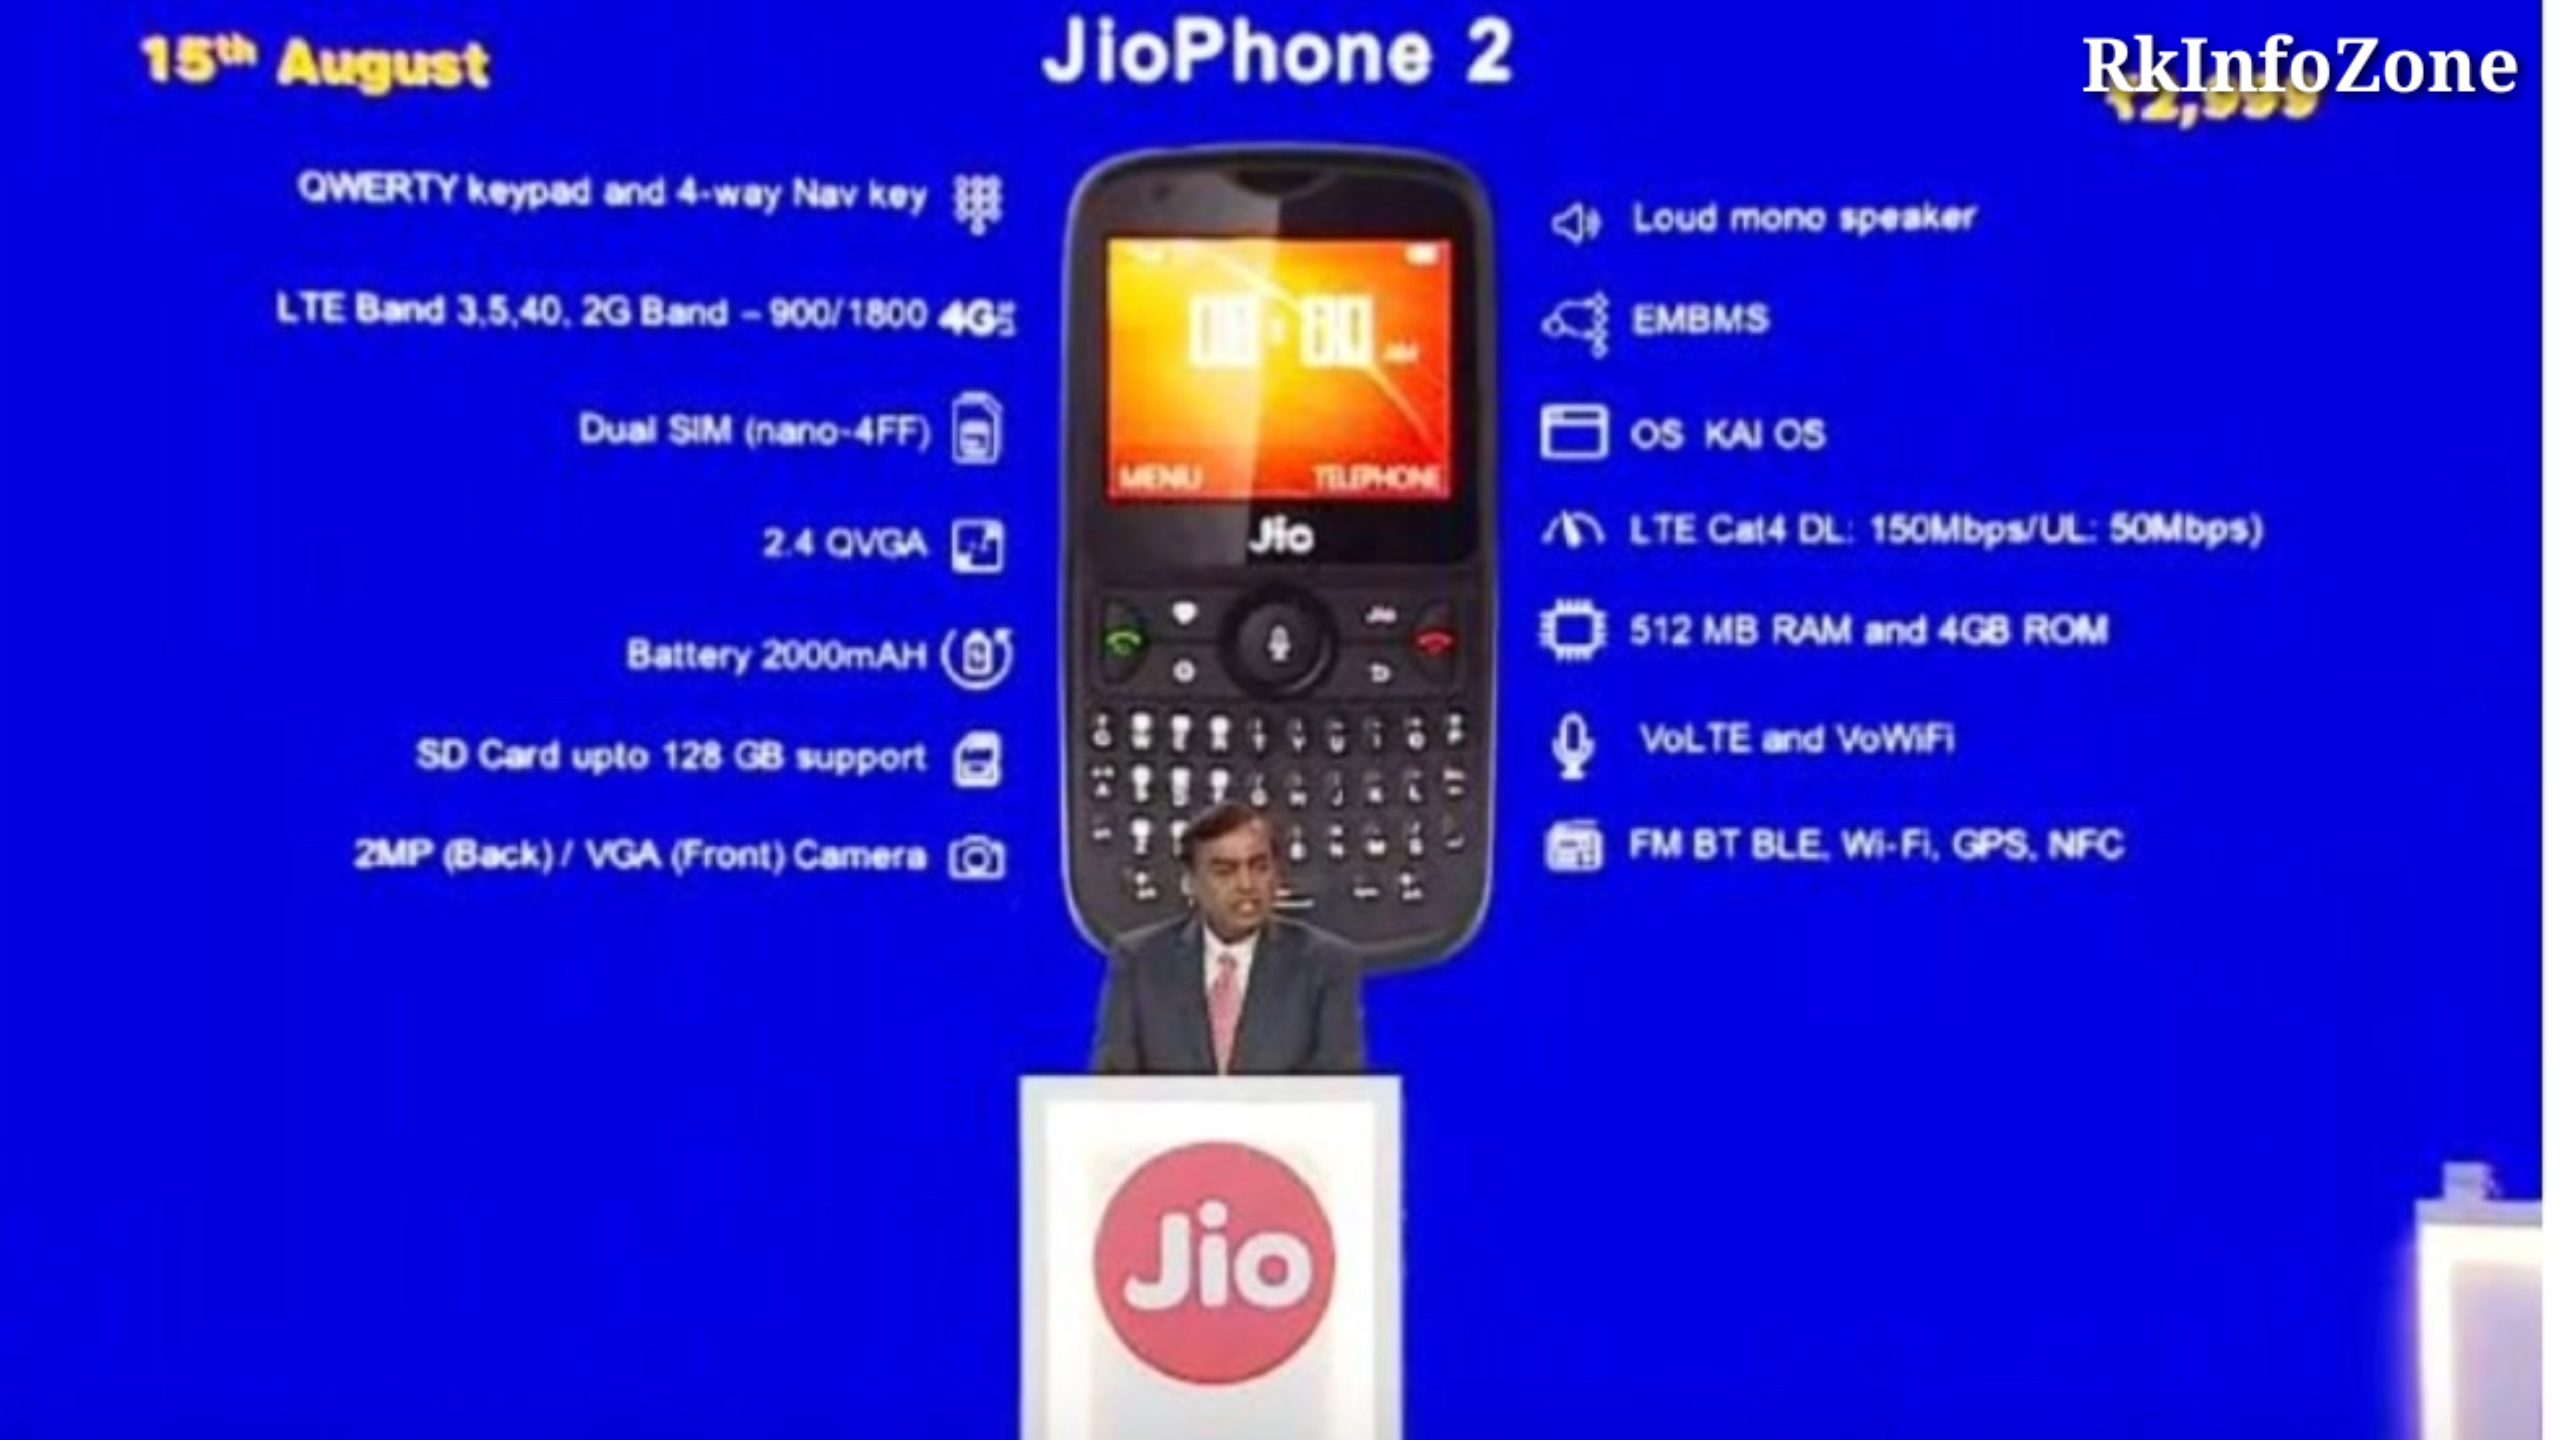 15th August
JioPhone 2
RkInfoZone
₹2,999
QWERTY keypad and 4-way Nav key
LTE Band 3,5,40, 2G Band – 900/1800 4G
Dual SIM (nano-4FF)
2.4 QVGA
Battery 2000mAH
SD Card upto 128 GB support
2MP (Back) / VGA (Front) Camera
MENU TELEPHONE
Jio
Loud mono speaker
EMBMS
OS KAI OS
LTE Cat4 DL: 150Mbps/UL: 50Mbps)
512 MB RAM and 4GB ROM
VoLTE and VoWiFi
FM BT BLE, Wi-Fi, GPS, NFC
Jio